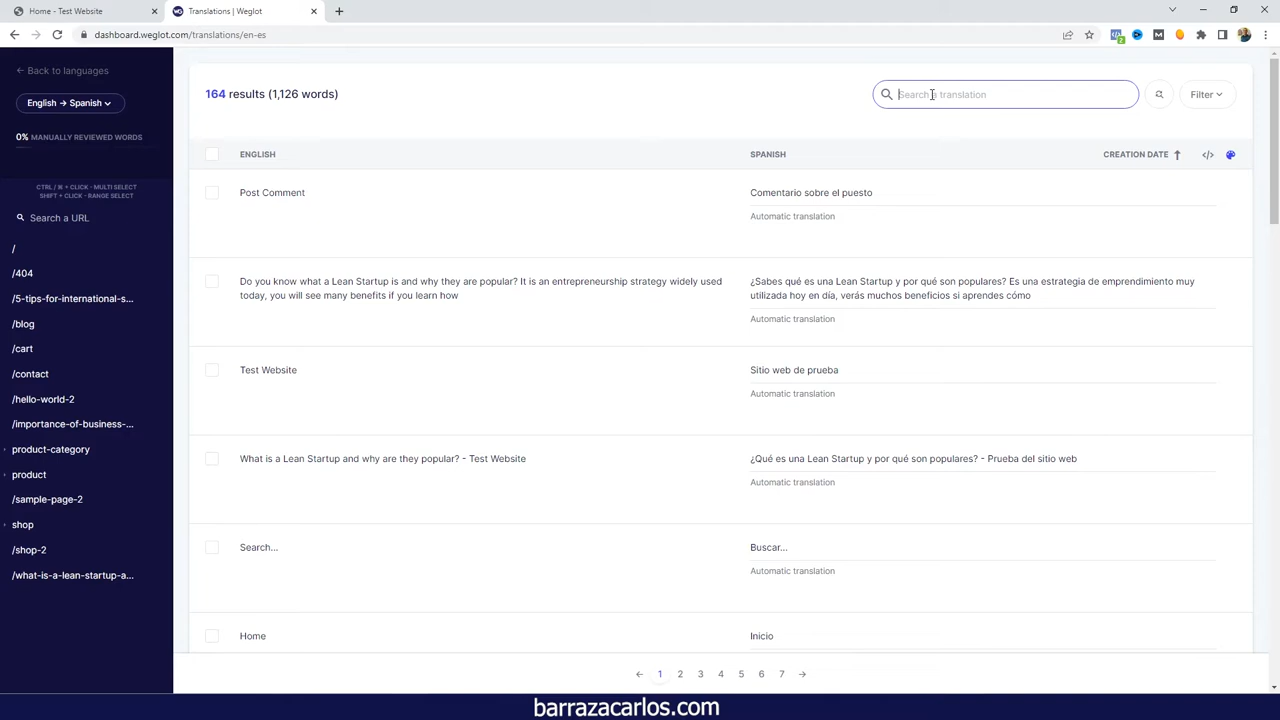 Home - Test Website
Translations | Weglot
dashboard.weglot.com/translations/en-es
← Back to languages
English → Spanish
0% MANUALLY REVIEWED WORDS
CTRL / ⌘ + CLICK - MULTI SELECT
SHIFT + CLICK - RANGE SELECT
Search a URL
/
/404
/5-tips-for-international-s...
/blog
/cart
/contact
/hello-world-2
/importance-of-business-...
product-category
product
/sample-page-2
shop
/shop-2
/what-is-a-lean-startup-a...
164 results (1,126 words)
Search a translation
Filter
ENGLISH
SPANISH
CREATION DATE
</>
Post Comment
Comentario sobre el puesto
Automatic translation
Do you know what a Lean Startup is and why they are popular? It is an entrepreneurship strategy widely used
today, you will see many benefits if you learn how
¿Sabes qué es una Lean Startup y por qué son populares? Es una estrategia de emprendimiento muy
utilizada hoy en día, verás muchos beneficios si aprendes cómo
Automatic translation
Test Website
Sitio web de prueba
Automatic translation
What is a Lean Startup and why are they popular? - Test Website
¿Qué es una Lean Startup y por qué son populares? - Prueba del sitio web
Automatic translation
Search...
Buscar...
Automatic translation
Home
Inicio
← 1 2 3 4 5 6 7 →
barrazacarlos.com